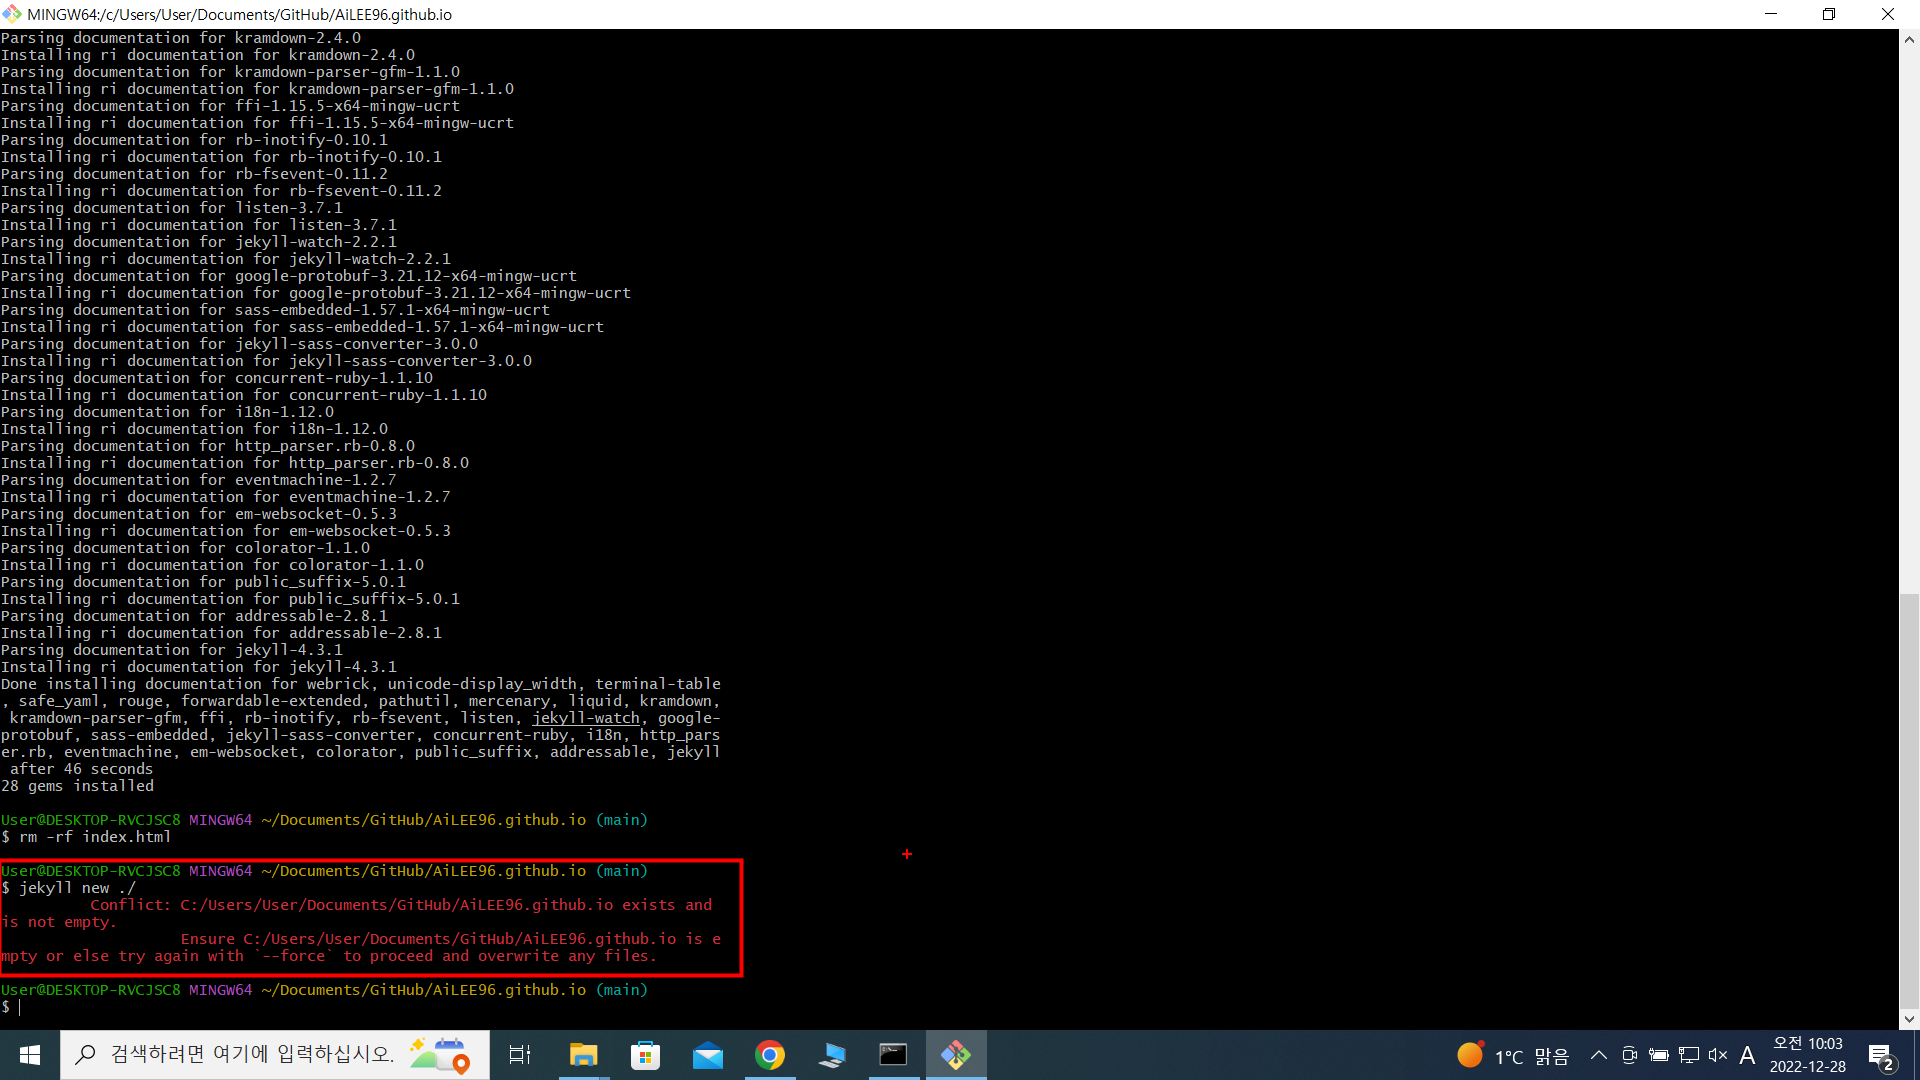 MINGW64:/c/Users/User/Documents/GitHub/AiLEE96.github.io
Parsing documentation for kramdown-2.4.0
Installing ri documentation for kramdown-2.4.0
Parsing documentation for kramdown-parser-gfm-1.1.0
Installing ri documentation for kramdown-parser-gfm-1.1.0
Parsing documentation for ffi-1.15.5-x64-mingw-ucrt
Installing ri documentation for ffi-1.15.5-x64-mingw-ucrt
Parsing documentation for rb-inotify-0.10.1
Installing ri documentation for rb-inotify-0.10.1
Parsing documentation for rb-fsevent-0.11.2
Installing ri documentation for rb-fsevent-0.11.2
Parsing documentation for listen-3.7.1
Installing ri documentation for listen-3.7.1
Parsing documentation for jekyll-watch-2.2.1
Installing ri documentation for jekyll-watch-2.2.1
Parsing documentation for google-protobuf-3.21.12-x64-mingw-ucrt
Installing ri documentation for google-protobuf-3.21.12-x64-mingw-ucrt
Parsing documentation for sass-embedded-1.57.1-x64-mingw-ucrt
Installing ri documentation for sass-embedded-1.57.1-x64-mingw-ucrt
Parsing documentation for jekyll-sass-converter-3.0.0
Installing ri documentation for jekyll-sass-converter-3.0.0
Parsing documentation for concurrent-ruby-1.1.10
Installing ri documentation for concurrent-ruby-1.1.10
Parsing documentation for i18n-1.12.0
Installing ri documentation for i18n-1.12.0
Parsing documentation for http_parser.rb-0.8.0
Installing ri documentation for http_parser.rb-0.8.0
Parsing documentation for eventmachine-1.2.7
Installing ri documentation for eventmachine-1.2.7
Parsing documentation for em-websocket-0.5.3
Installing ri documentation for em-websocket-0.5.3
Parsing documentation for colorator-1.1.0
Installing ri documentation for colorator-1.1.0
Parsing documentation for public_suffix-5.0.1
Installing ri documentation for public_suffix-5.0.1
Parsing documentation for addressable-2.8.1
Installing ri documentation for addressable-2.8.1
Parsing documentation for jekyll-4.3.1
Installing ri documentation for jekyll-4.3.1
Done installing documentation for webrick, unicode-display_width, terminal-table
, safe_yaml, rouge, forwardable-extended, pathutil, mercenary, liquid, kramdown,
kramdown-parser-gfm, ffi, rb-inotify, rb-fsevent, listen, jekyll-watch, google-
protobuf, sass-embedded, jekyll-sass-converter, concurrent-ruby, i18n, http_pars
er.rb, eventmachine, em-websocket, colorator, public_suffix, addressable, jekyll
after 46 seconds
28 gems installed
User@DESKTOP-RVCJSC8 MINGW64 ~/Documents/GitHub/AiLEE96.github.io (main)
$ rm -rf index.html
User@DESKTOP-RVCJSC8 MINGW64 ~/Documents/GitHub/AiLEE96.github.io (main)
$ jekyll new ./
Conflict: C:/Users/User/Documents/GitHub/AiLEE96.github.io exists and
is not empty.
Ensure C:/Users/User/Documents/GitHub/AiLEE96.github.io is e
mpty or else try again with `--force` to proceed and overwrite any files.
User@DESKTOP-RVCJSC8 MINGW64 ~/Documents/GitHub/AiLEE96.github.io (main)
$
검색하려면 여기에 입력하십시오.
1°C 맑음
A
오전 10:03
2022-12-28
2